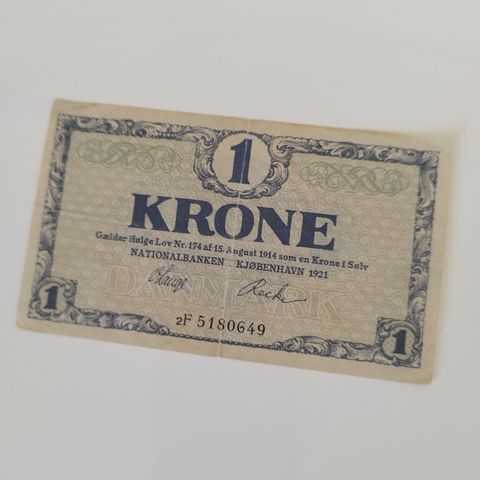 1
KRONE
Gælder ifølge Lov Nr. 174 af 15. August 1914 som en Krone i Sølv
NATIONALBANKEN KJØBENHAVN 1921
DANMARK
2F 5180649
1
1